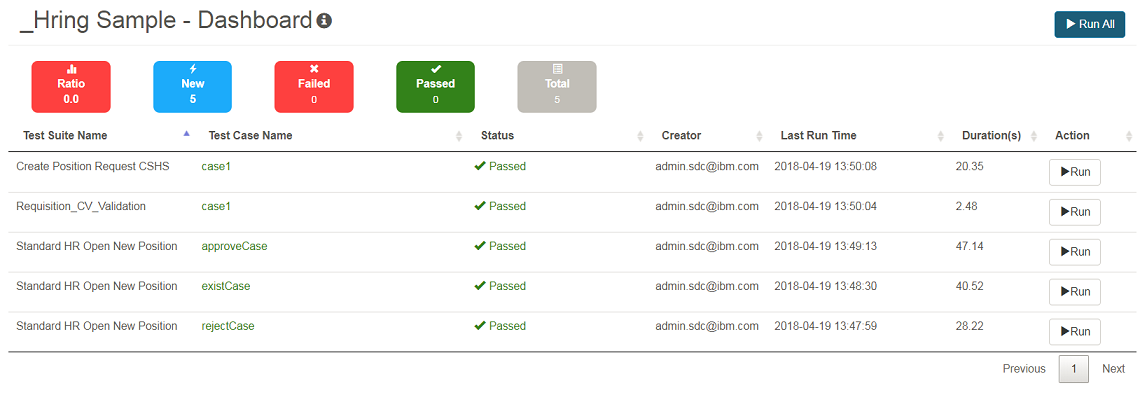 _Hring Sample - Dashboard
Run All
Ratio
0.0
New
5
Failed
0
Passed
0
Total
5
Test Suite Name Test Case Name Status Creator Last Run Time Duration(s) Action
Create Position Request CSHS case1 Passed admin.sdc@ibm.com 2018-04-19 13:50:08 20.35 Run
Requisition_CV_Validation case1 Passed admin.sdc@ibm.com 2018-04-19 13:50:04 2.48 Run
Standard HR Open New Position approveCase Passed admin.sdc@ibm.com 2018-04-19 13:49:13 47.14 Run
Standard HR Open New Position existCase Passed admin.sdc@ibm.com 2018-04-19 13:48:30 40.52 Run
Standard HR Open New Position rejectCase Passed admin.sdc@ibm.com 2018-04-19 13:47:59 28.22 Run
Previous 1 Next